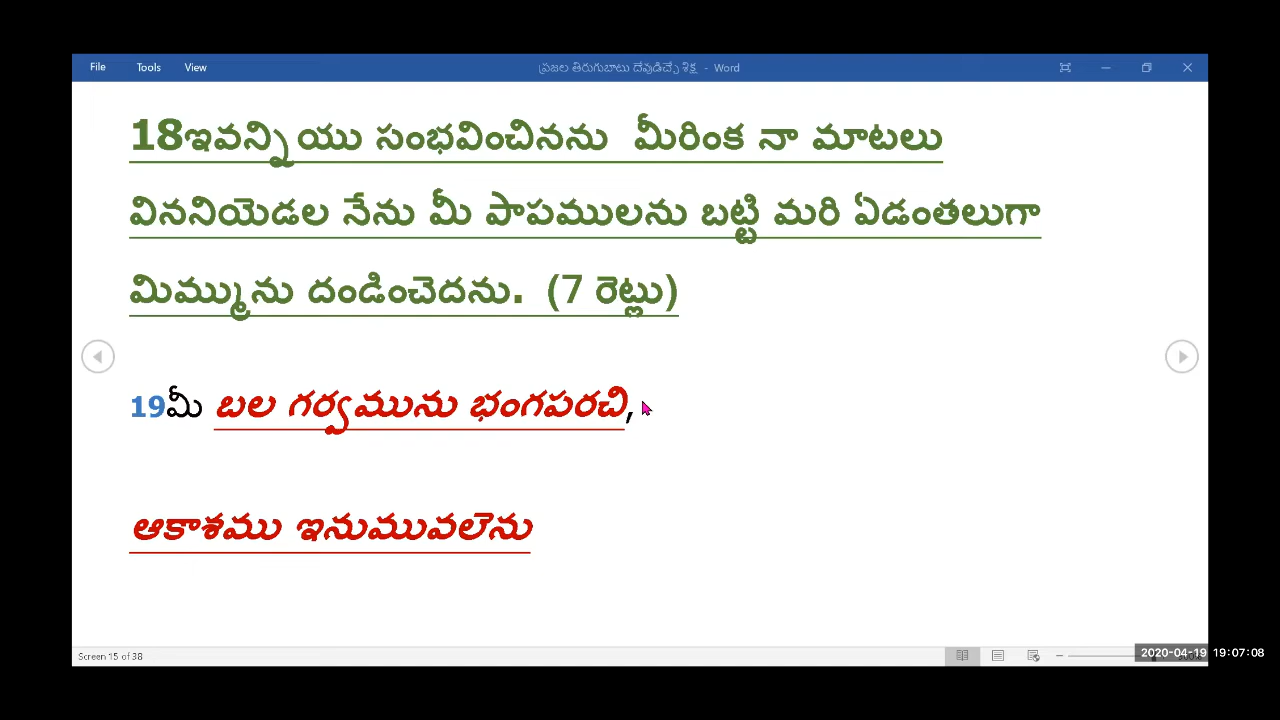 File Tools View ప్రజల తిరుగుబాటు దేవుడిచ్చే శిక్ష - Word
18ఇవన్నియు సంభవించినను మీరింక నా మాటలు
విననియెడల నేను మీ పాపములను బట్టి మరి ఏడంతలుగా
మిమ్మును దండించెదను. (7 రెట్లు)
19మీ బల గర్వమును భంగపరచి,
ఆకాశము ఇనుమువలెను
Screen 15 of 38
2020-04-19 19:07:08